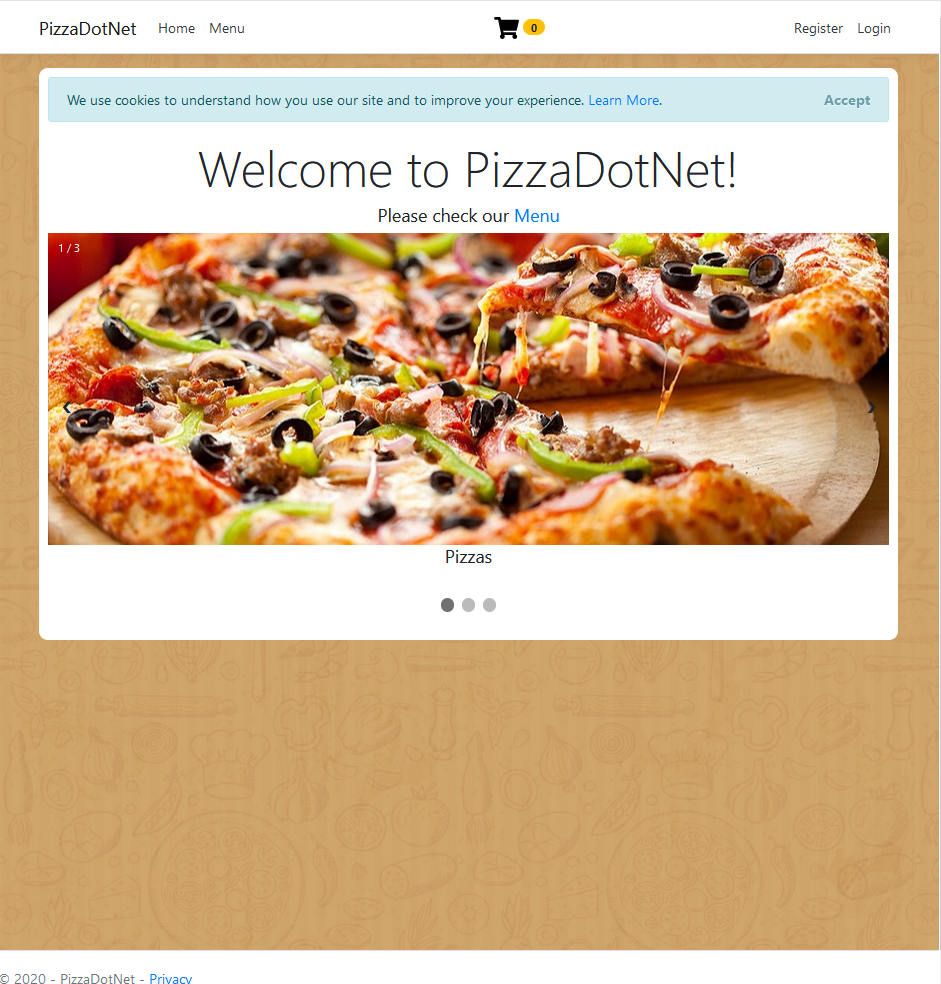 PizzaDotNet Home Menu 0 Register Login
We use cookies to understand how you use our site and to improve your experience. Learn More. Accept
Welcome to PizzaDotNet!
Please check our Menu
1 / 3
Pizzas
© 2020 - PizzaDotNet - Privacy